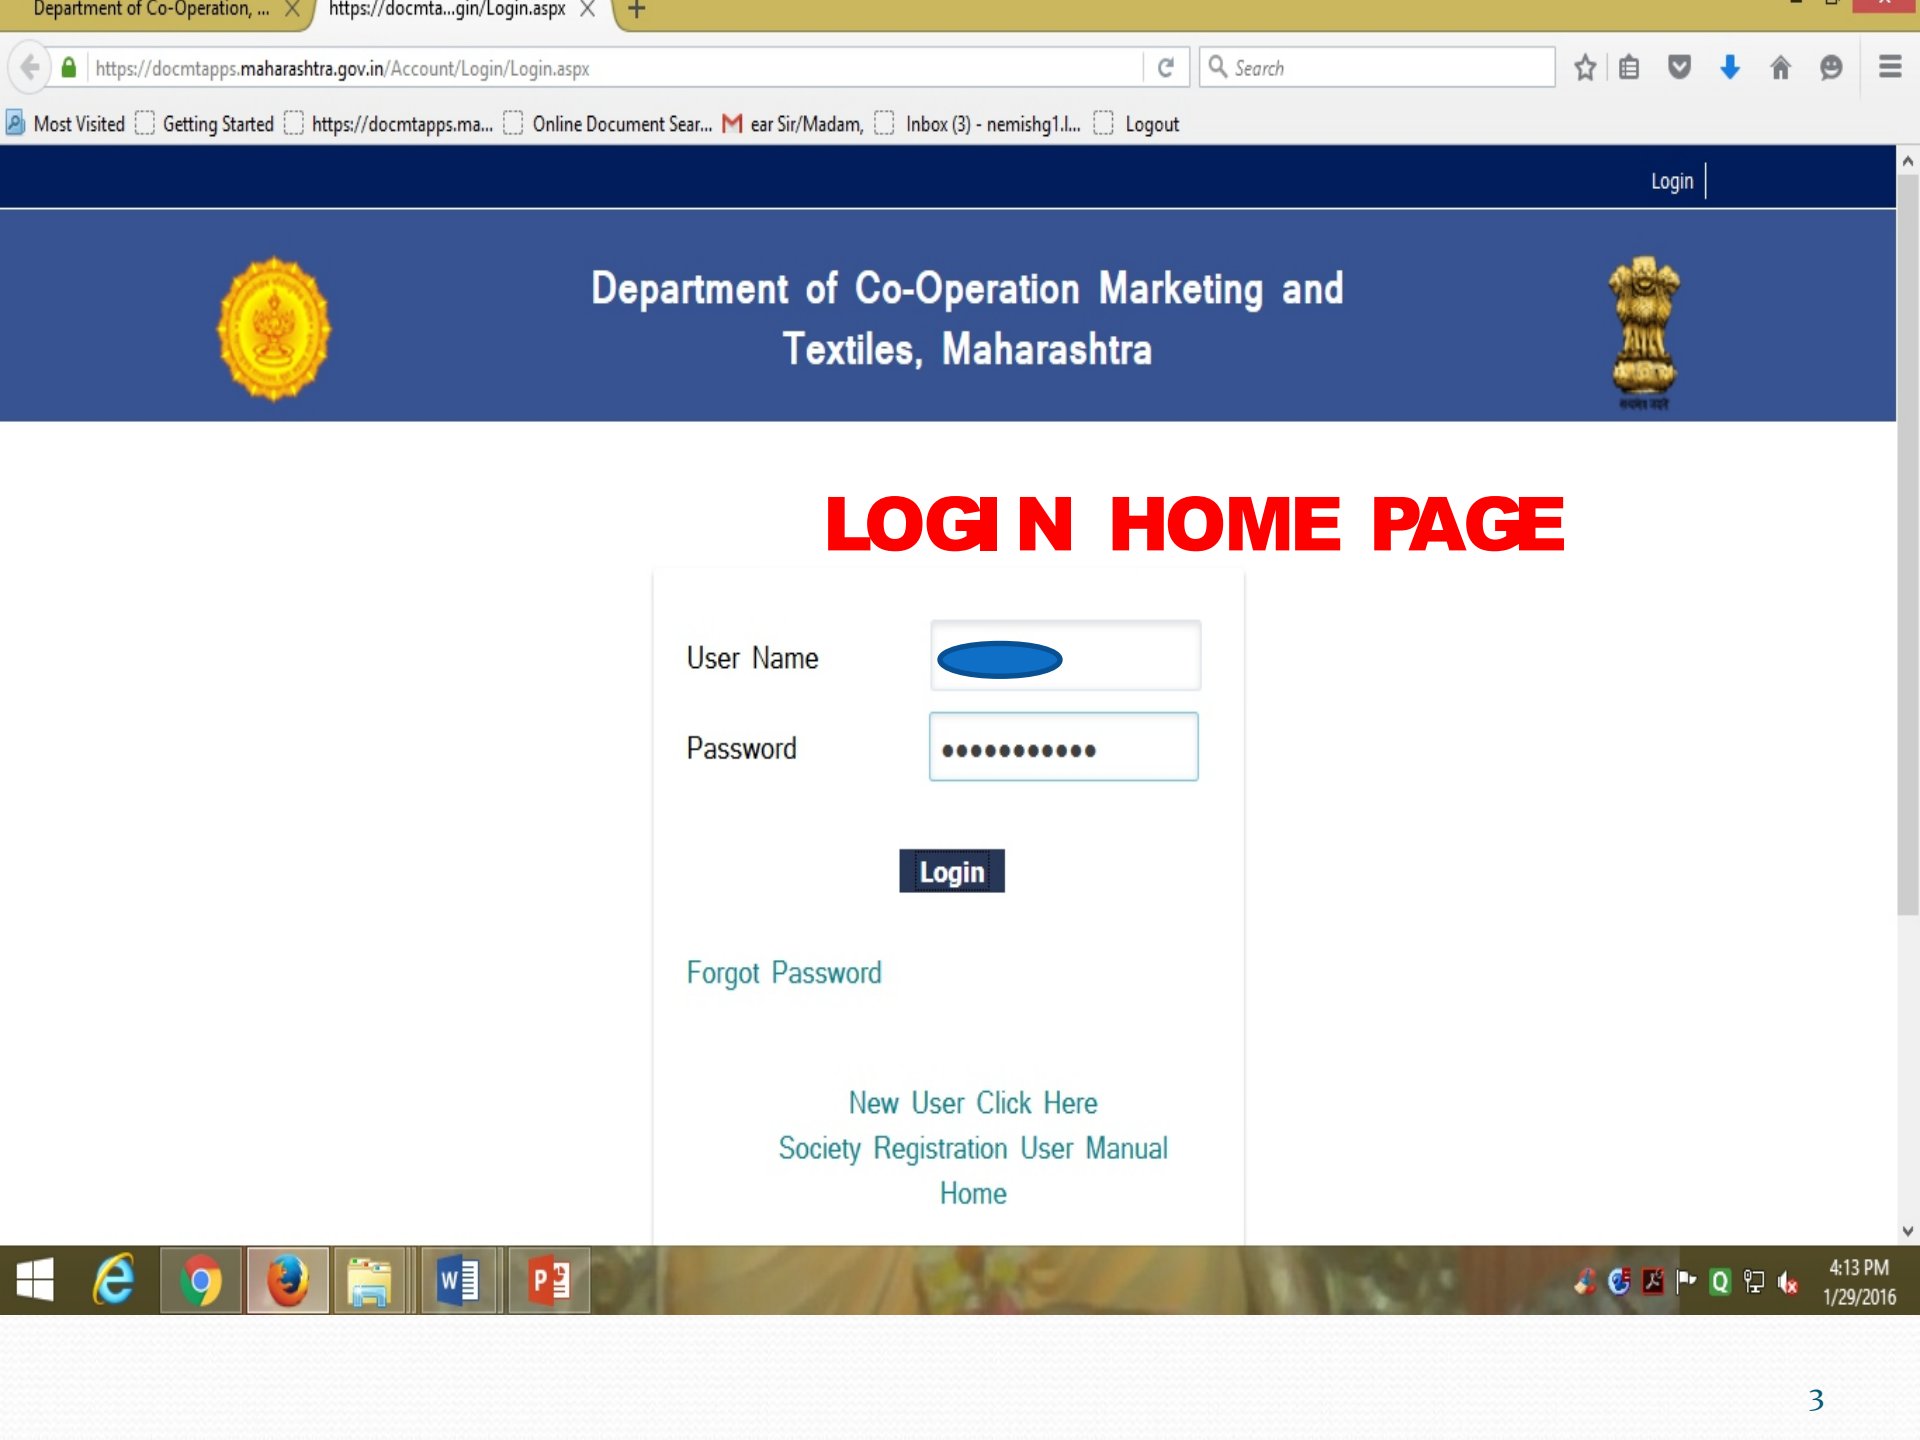 Department of Co-Operation, ...
https://docmta...gin/Login.aspx
https://docmtapps.maharashtra.gov.in/Account/Login/Login.aspx
Search
Most Visited Getting Started https://docmtapps.ma... Online Document Sear... ear Sir/Madam, Inbox (3) - nemishg1.l... Logout
Login
Department of Co-Operation Marketing and
Textiles, Maharashtra
LOGIN HOME PAGE
User Name
Password
Login
Forgot Password
New User Click Here
Society Registration User Manual
Home
4:13 PM
1/29/2016
3